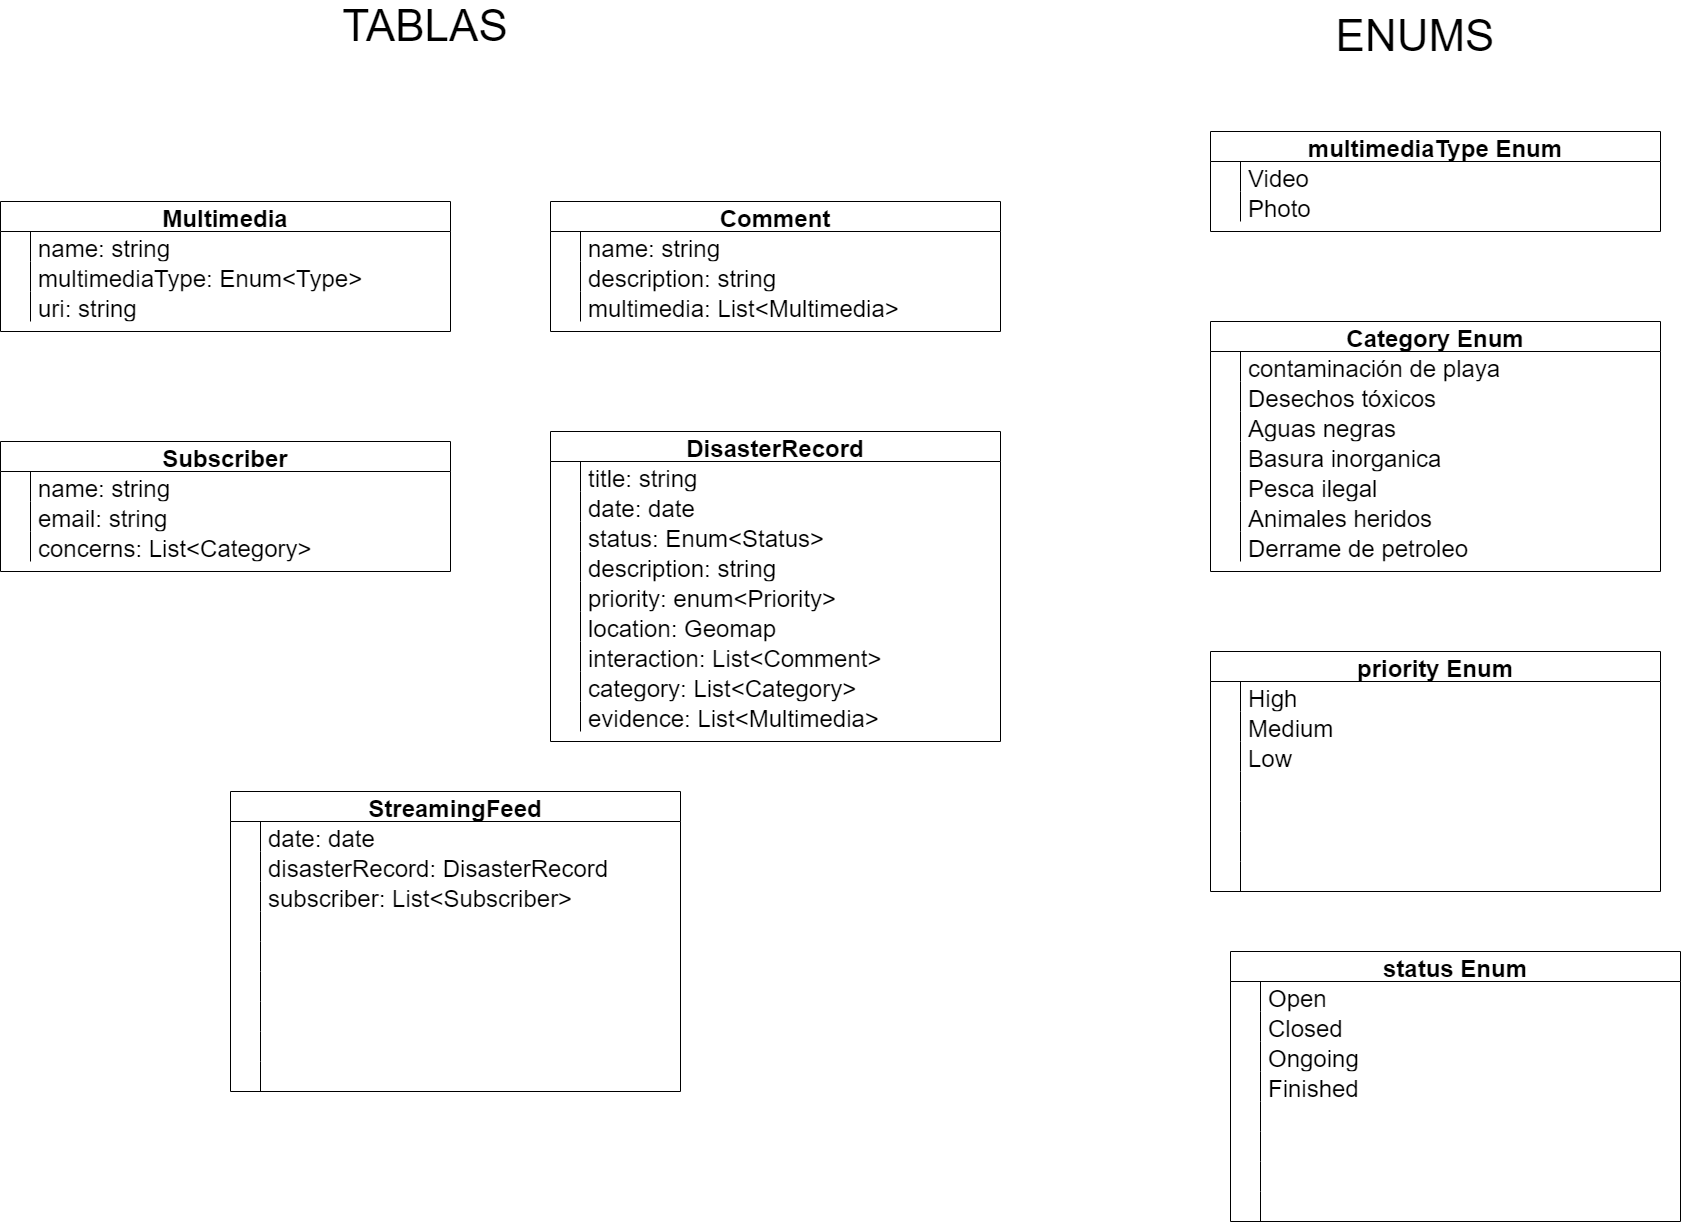 TABLAS
ENUMS
multimediaType Enum
Video
Photo
Multimedia
name: string
multimediaType: Enum<Type>
uri: string
Comment
name: string
description: string
multimedia: List<Multimedia>
Category Enum
contaminación de playa
Desechos tóxicos
Aguas negras
Basura inorganica
Pesca ilegal
Animales heridos
Derrame de petroleo
Subscriber
name: string
email: string
concerns: List<Category>
DisasterRecord
title: string
date: date
status: Enum<Status>
description: string
priority: enum<Priority>
location: Geomap
interaction: List<Comment>
category: List<Category>
evidence: List<Multimedia>
priority Enum
High
Medium
Low
StreamingFeed
date: date
disasterRecord: DisasterRecord
subscriber: List<Subscriber>
status Enum
Open
Closed
Ongoing
Finished